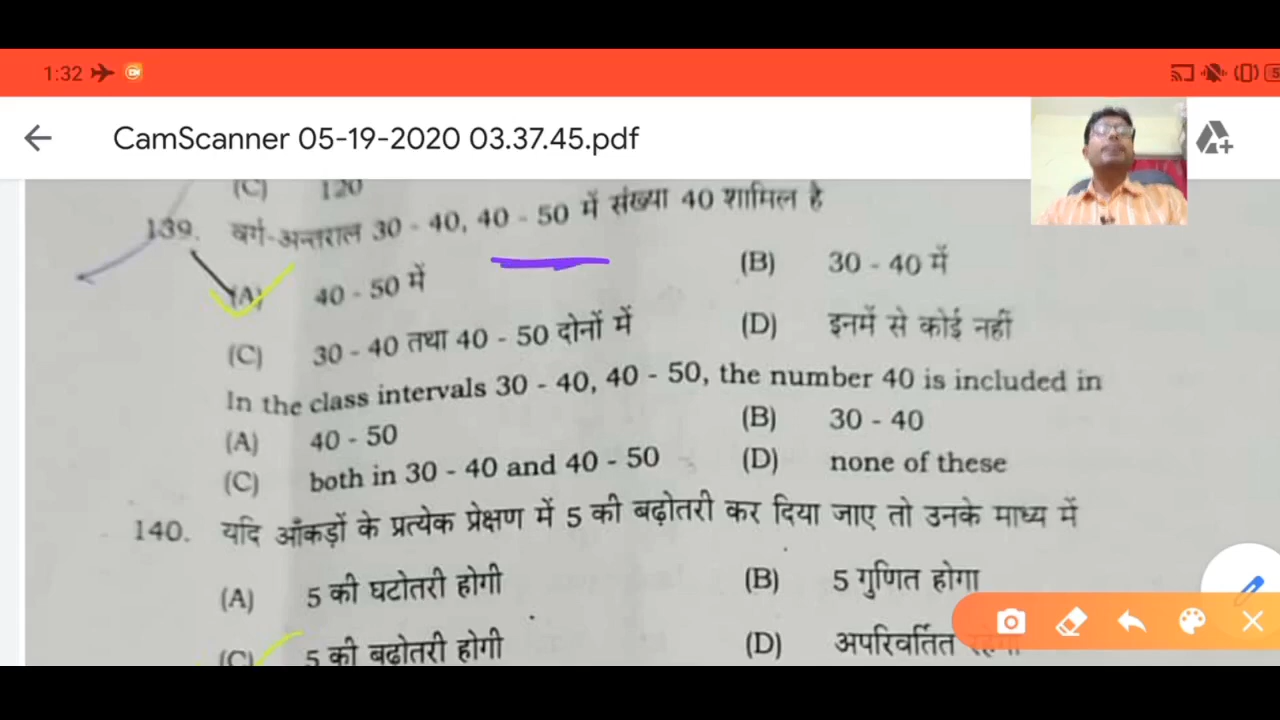 1:32
CamScanner 05-19-2020 03.37.45.pdf
(C) 120
139. वर्ग-अन्तराल 30 - 40, 40 - 50 में संख्या 40 शामिल है
(A) 40 - 50 में (B) 30 - 40 में
(C) 30 - 40 तथा 40 - 50 दोनों में (D) इनमें से कोई नहीं
In the class intervals 30 - 40, 40 - 50, the number 40 is included in
(A) 40 - 50 (B) 30 - 40
(C) both in 30 - 40 and 40 - 50 (D) none of these
140. यदि आँकड़ों के प्रत्येक प्रेक्षण में 5 की बढ़ोतरी कर दिया जाए तो उनके माध्य में
(A) 5 की घटोतरी होगी (B) 5 गुणित होगा
(C) 5 की बढ़ोतरी होगी (D) अपरिवर्तित रहेगा